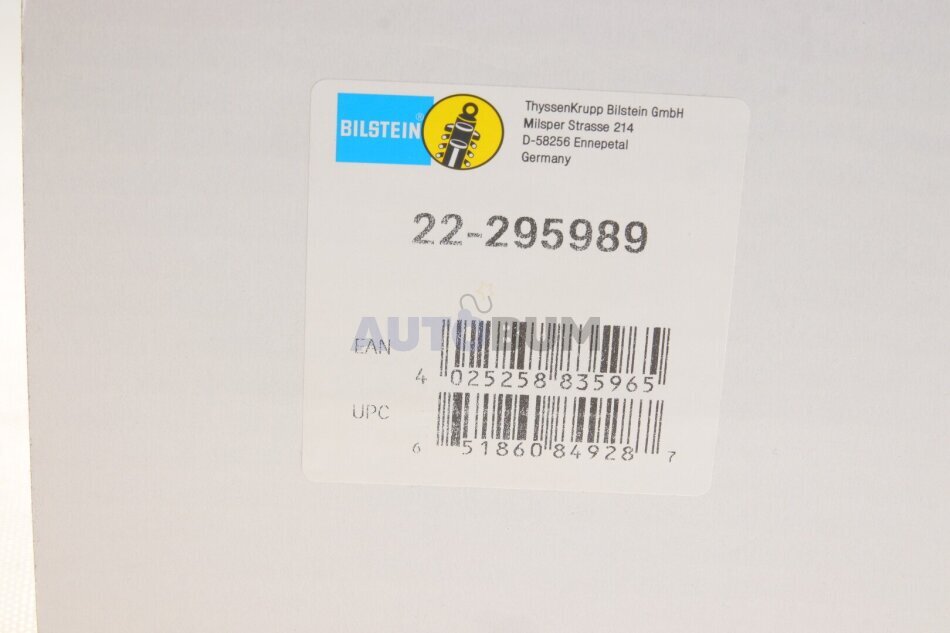 BILSTEIN®
ThyssenKrupp Bilstein GmbH
Milsper Strasse 214
D-58256 Ennepetal
Germany
22-295989
AUTOBUM
EAN
4 025258 835965
UPC
6 51860 84928 7